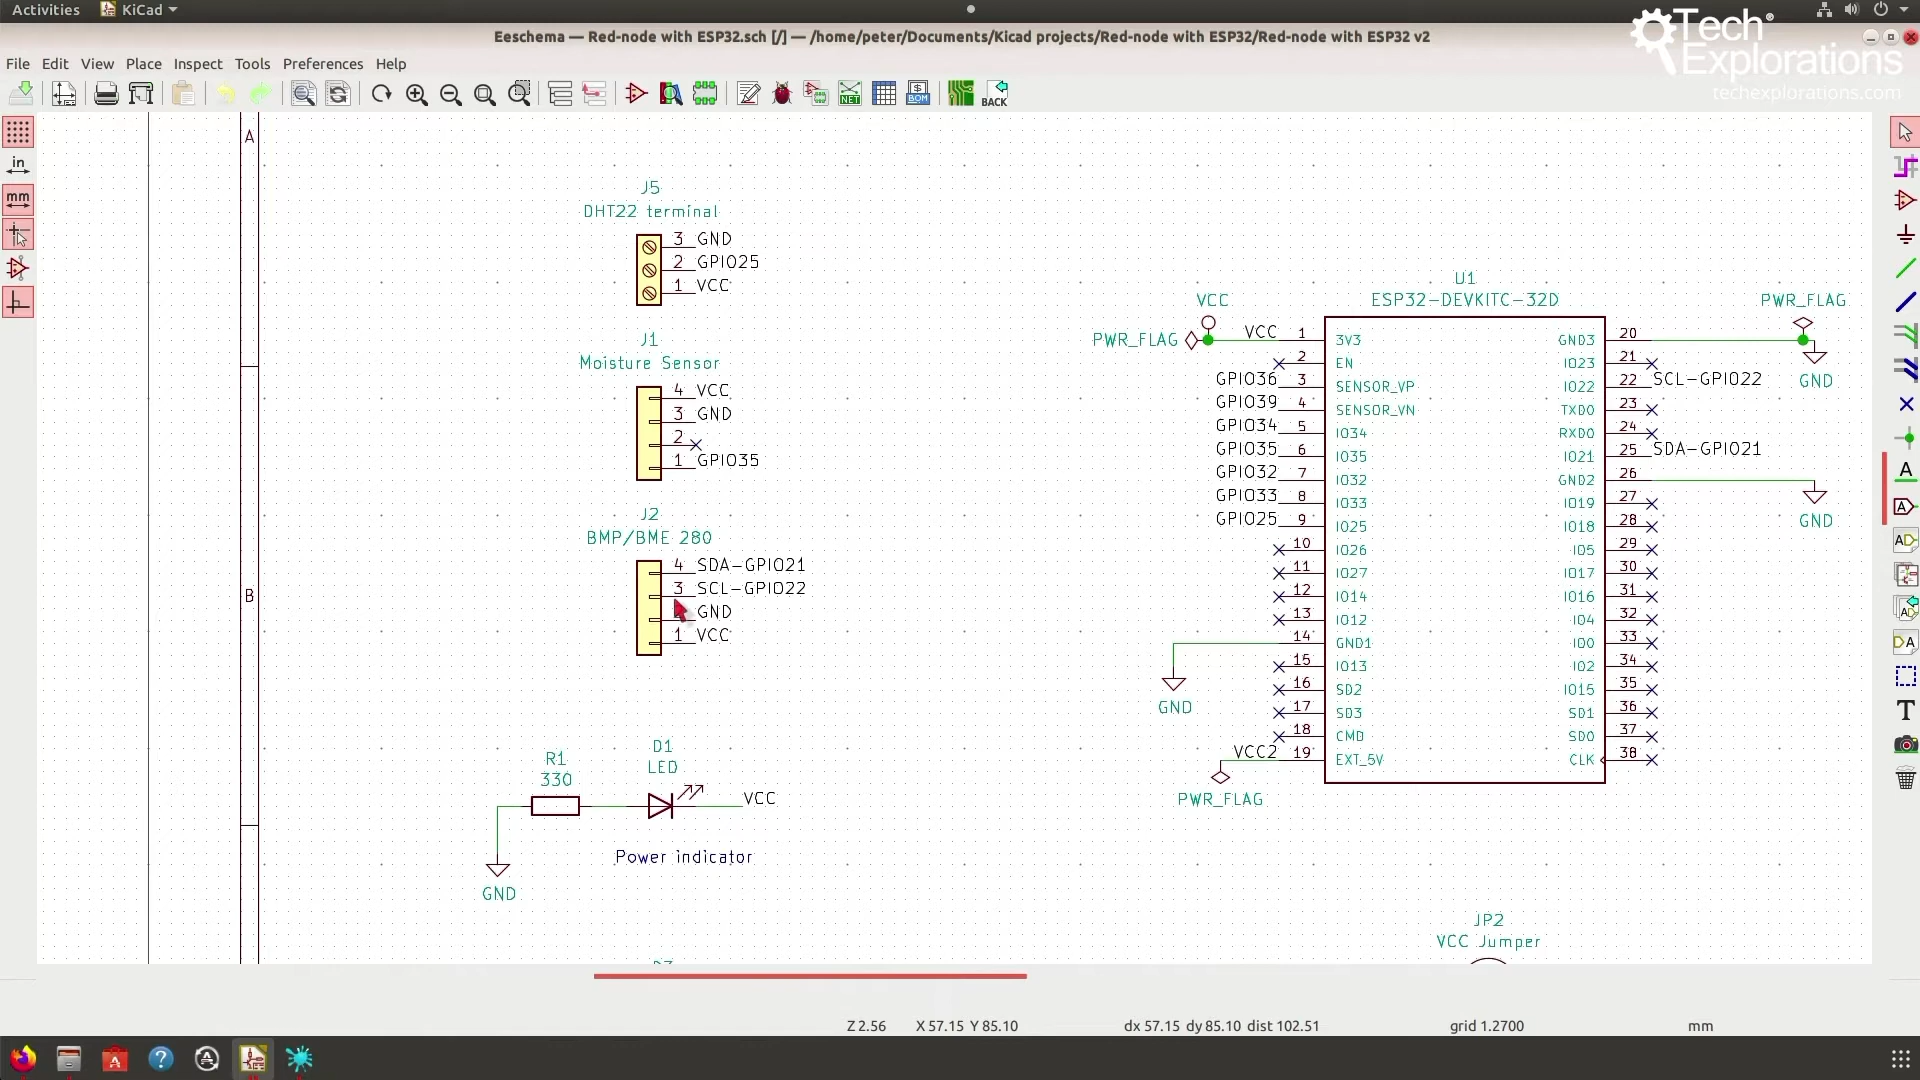 Activities
KiCad
Eeschema — Red-node with ESP32.sch [/] — /home/peter/Documents/Kicad projects/Red-node with ESP32/Red-node with ESP32 v2
Tech Explorations
techexplorations.com
File Edit View Place Inspect Tools Preferences Help
NET
BOM
BACK
in
mm
A
B
J5
DHT22 terminal
3 GND
2 GPIO25
1 VCC
J1
Moisture Sensor
4 VCC
3 GND
2
1 GPIO35
J2
BMP/BME 280
4 SDA-GPIO21
3 SCL-GPIO22
GND
1 VCC
R1
330
D1
LED
VCC
Power indicator
GND
U1
ESP32-DEVKITC-32D
VCC
PWR_FLAG
VCC 1 3V3
2 EN
GPIO36 3 SENSOR_VP
GPIO39 4 SENSOR_VN
GPIO34 5 IO34
GPIO35 6 IO35
GPIO32 7 IO32
GPIO33 8 IO33
GPIO25 9 IO25
10 IO26
11 IO27
12 IO14
13 IO12
14 GND1
15 IO13
16 SD2
17 SD3
18 CMD
VCC2 19 EXT_5V
GND
PWR_FLAG
PWR_FLAG
GND3 20
GND
IO23 21
IO22 22 SCL-GPIO22
TXD0 23
RXD0 24
IO21 25 SDA-GPIO21
GND2 26
GND
IO19 27
IO18 28
IO5 29
IO17 30
IO16 31
IO4 32
IO0 33
IO2 34
IO15 35
SD1 36
SD0 37
CLK 38
JP2
VCC Jumper
A
A
AD
AD
DA
T
Z 2.56 X 57.15 Y 85.10 dx 57.15 dy 85.10 dist 102.51 grid 1.2700 mm